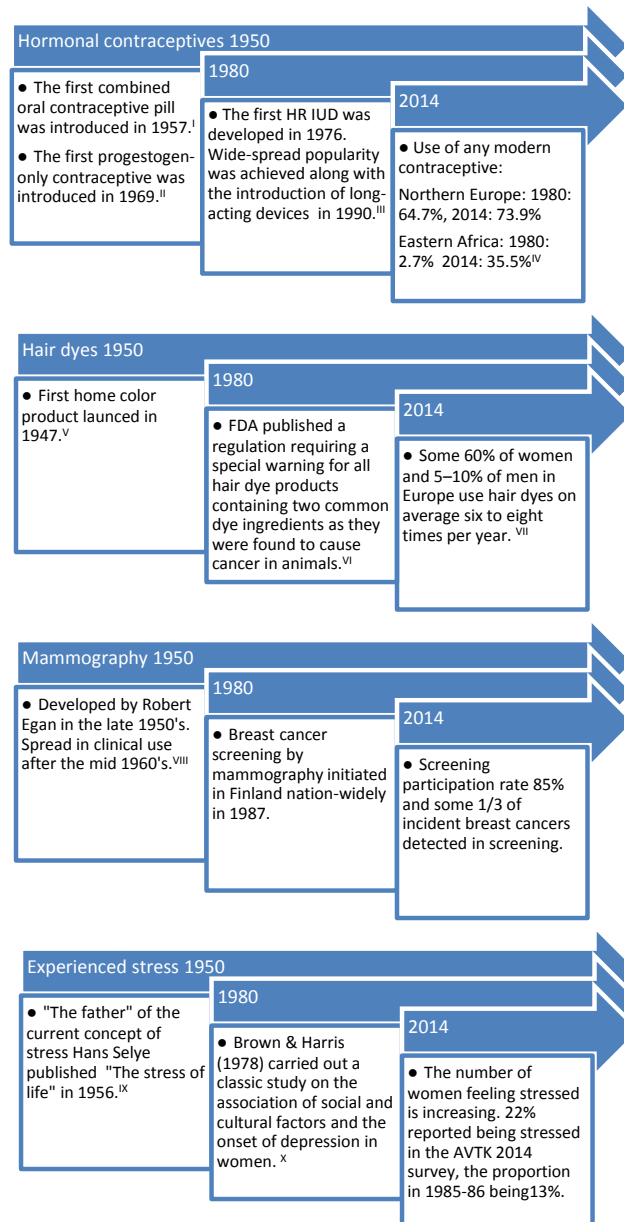 Hormonal contraceptives 1950
● The first combined
oral contraceptive pill
was introduced in 1957.I
● The first progestogen-
only contraceptive was
introduced in 1969.II
1980
● The first HR IUD was
developed in 1976.
Wide-spread popularity
was achieved along with
the introduction of long-
acting devices  in 1990.III
2014
● Use of any modern
contraceptive:
Northern Europe: 1980:
64.7%, 2014: 73.9%
Eastern Africa: 1980:
2.7%  2014: 35.5%IV
Hair dyes 1950
● First home color
product launced in
1947.V
1980
● FDA published a
regulation requiring a
special warning for all
hair dye products
containing two common
dye ingredients as they
were found to cause
cancer in animals.VI
2014
● Some 60% of women
and 5–10% of men in
Europe use hair dyes on
average six to eight
times per year. VII
Mammography 1950
● Developed by Robert
Egan in the late 1950's.
Spread in clinical use
after the mid 1960's.VIII
1980
● Breast cancer
screening by
mammography initiated
in Finland nation-widely
in 1987.
2014
● Screening
participation rate 85%
and some 1/3 of
incident breast cancers
detected in screening.
Experienced stress 1950
● "The father" of the
current concept of
stress Hans Selye
published  "The stress of
life" in 1956.IX
1980
● Brown & Harris
(1978) carried out a
classic study on the
association of social and
cultural factors and the
onset of depression in
women. X
2014
● The number of
women feeling stressed
is increasing. 22%
reported being stressed
in the AVTK 2014
survey, the proportion
in 1985-86 being13%.